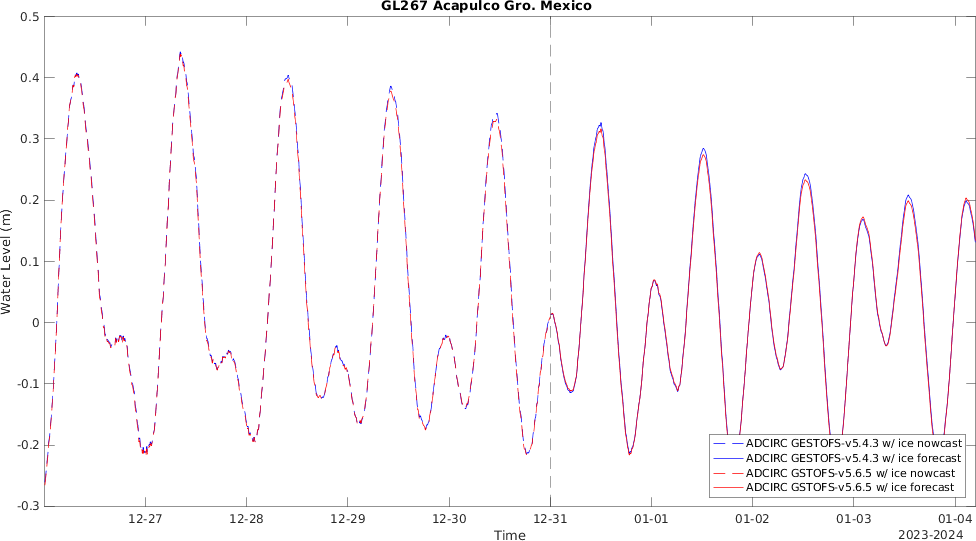 GL267 Acapulco Gro. Mexico
0.5
0.4
0.3
0.2
0.1
0
-0.1
-0.2
-0.3
Water Level (m)
ADCIRC GESTOFS-v5.4.3 w/ ice nowcast
ADCIRC GESTOFS-v5.4.3 w/ ice forecast
ADCIRC GSTOFS-v5.6.5 w/ ice nowcast
ADCIRC GSTOFS-v5.6.5 w/ ice forecast
12-27 12-28 12-29 12-30 12-31 01-01 01-02 01-03 01-04
Time
2023-2024